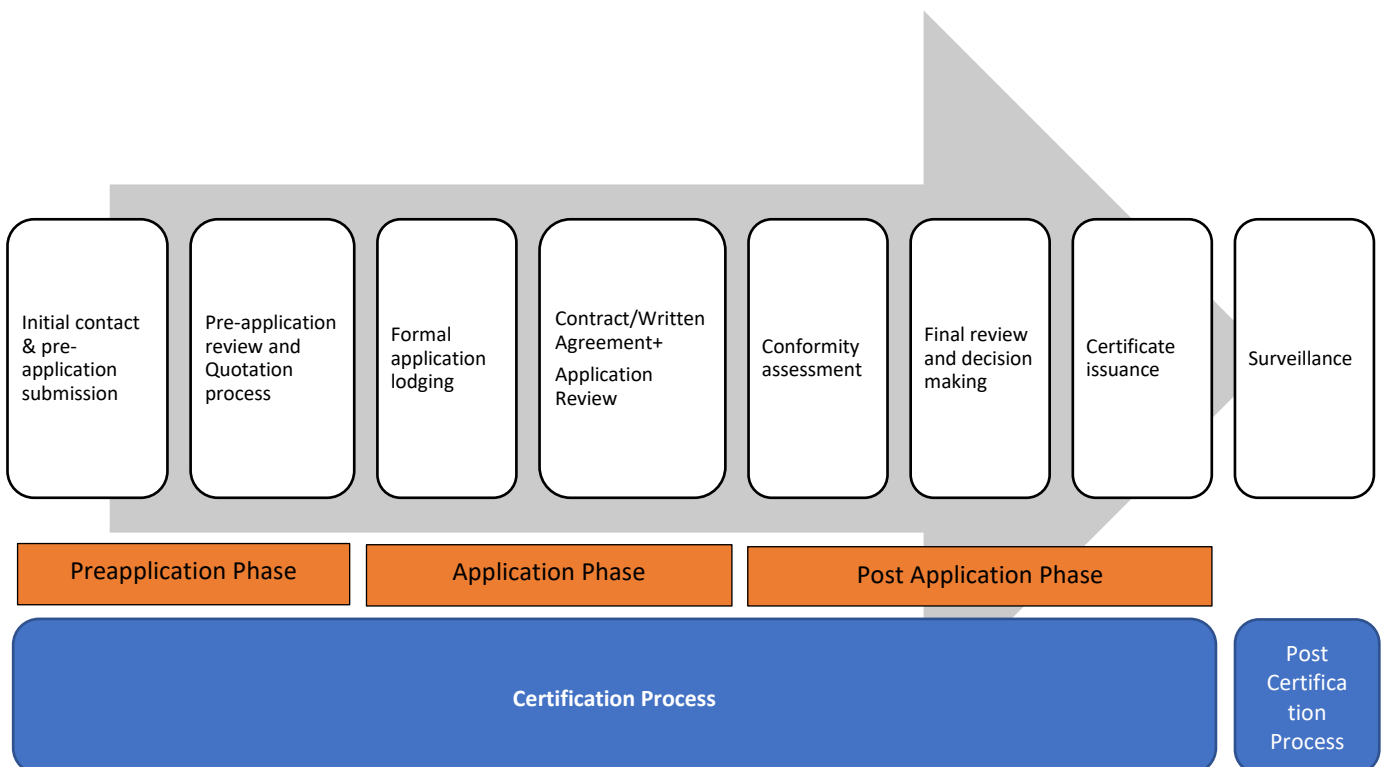 Initial contact
& pre-
application
submission
Pre-application
review and
Quotation
process
Formal
application
lodging
Contract/Written
Agreement+
Application
Review
Conformity
assessment
Final review
and decision
making
Certificate
issuance
Surveillance
Preapplication Phase
Application Phase
Post Application Phase
Certification Process
Post
Certifica
tion
Process